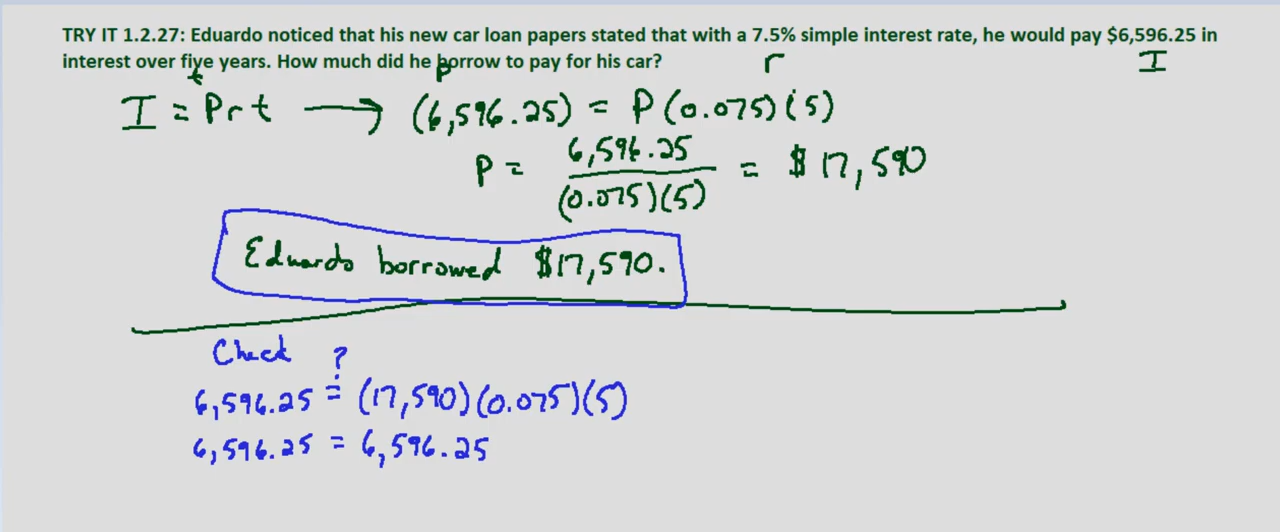 TRY IT 1.2.27: Eduardo noticed that his new car loan papers stated that with a 7.5% simple interest rate, he would pay $6,596.25 in
interest over five years. How much did he borrow to pay for his car?
t P r I
I = Prt → (6,596.25) = P(0.075)(5)
P = 6,596.25 / (0.075)(5) = $17,590
Eduardo borrowed $17,590.
Check
6,596.25 ≟ (17,590)(0.075)(5)
6,596.25 = 6,596.25